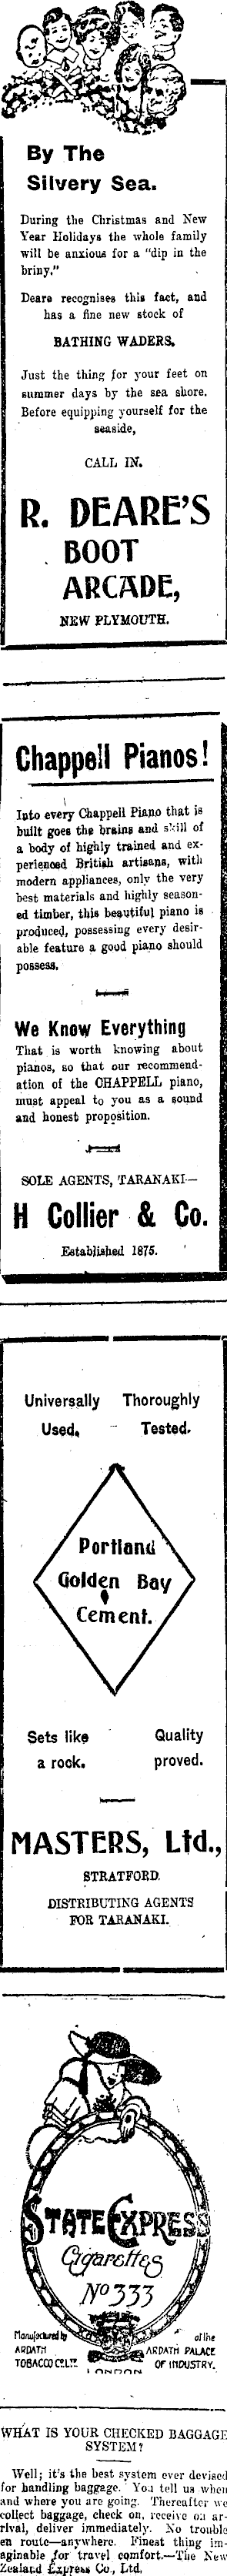 By The
Silvery Sea.
During the Christmas and New
Year Holidays the whole family
will be anxious for a "dip in the
briny."
Deare recognises this fact, and
has a fine new stock of
BATHING WADERS.
Just the thing for your feet on
summer days by the sea shore.
Before equipping yourself for the
seaside,
CALL IN.
R. DEARE'S
BOOT
ARCADE,
NEW PLYMOUTH.
Chappell Pianos!
Into every Chappell Piano that is
built goes the brains and skill of
a body of highly trained and ex-
perienced British artisans, with
modern appliances, only the very
best materials and highly season-
ed timber, this beautiful piano is
produced, possessing every desir-
able feature a good piano should
possess.
We Know Everything
That is worth knowing about
pianos, so that our recommend-
ation of the CHAPPELL piano,
must appeal to you as a sound
and honest proposition.
SOLE AGENTS, TARANAKI—
H Collier & Co.
Established 1875.
Universally Thoroughly
Used, Tested.
Portland
Golden Bay
Cement.
Sets like Quality
a rock. proved.
MASTERS, Ltd.,
STRATFORD.
DISTRIBUTING AGENTS
FOR TARANAKI.
STATE EXPRESS
Cigarettes
No 333
Manufactured by
ARDATH
TOBACCO Co. LTD.
LONDON
at the
ARDATH PALACE
OF INDUSTRY.
WHAT IS YOUR CHECKED BAGGAGE
SYSTEM?
Well; it's the best system ever devised
for handling baggage. You tell us when
and where you are going. Thereafter we
collect baggage, check on, receive on ar-
rival, deliver immediately. No trouble
en route—anywhere. Finest thing im-
aginable for travel comfort.—The New
Zealand Express Co., Ltd.